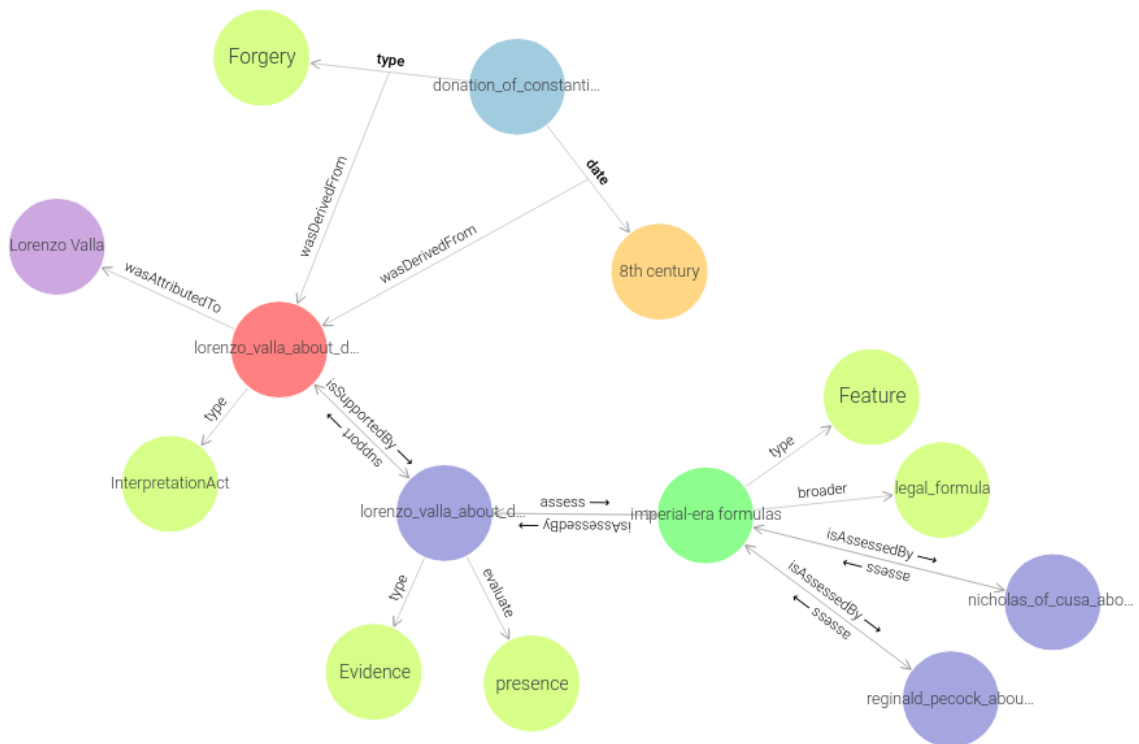 Forgery
type
donation_of_constanti...
wasDerivedFrom
date
wasDerivedFrom
Lorenzo Valla
wasAttributedTo
8th century
lorenzo_valla_about_d...
type
isSupportedBy ⟶
support ⟶
InterpretationAct
Feature
type
lorenzo_valla_about_d...
assess ⟶
isAssessedBy ⟶
imperial-era formulas
broader
legal_formula
isAssessedBy ⟶
assess ⟶
isAssessedBy ⟶
assess ⟶
nicholas_of_cusa_abo...
type
evaluate
Evidence
presence
reginald_pecock_abou...